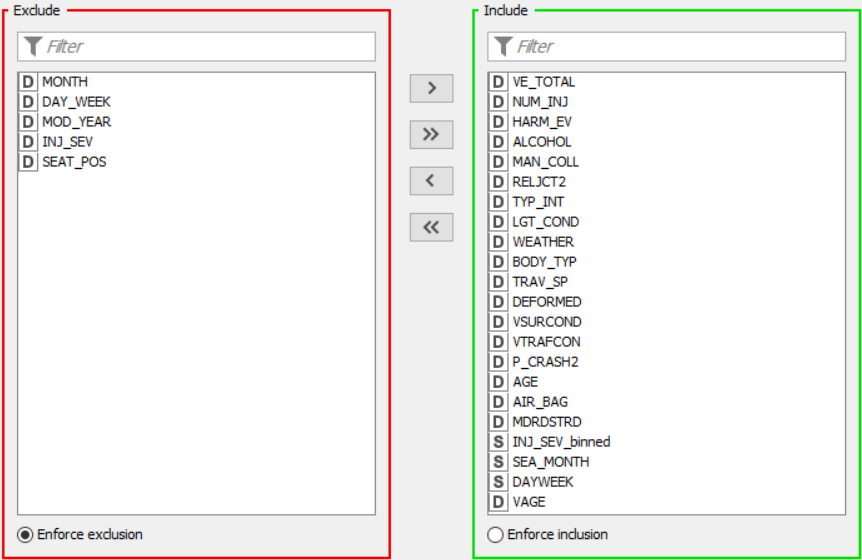 Exclude
Filter
D MONTH
D DAY_WEEK
D MOD_YEAR
D INJ_SEV
D SEAT_POS
Enforce exclusion
>
>>
<
<<
Include
Filter
D VE_TOTAL
D NUM_INJ
D HARM_EV
D ALCOHOL
D MAN_COLL
D RELJCT2
D TYP_INT
D LGT_COND
D WEATHER
D BODY_TYP
D TRAV_SP
D DEFORMED
D VSURCOND
D VTRAFCON
D P_CRASH2
D AGE
D AIR_BAG
D MDRDSTRD
S INJ_SEV_binned
S SEA_MONTH
S DAYWEEK
D VAGE
Enforce inclusion